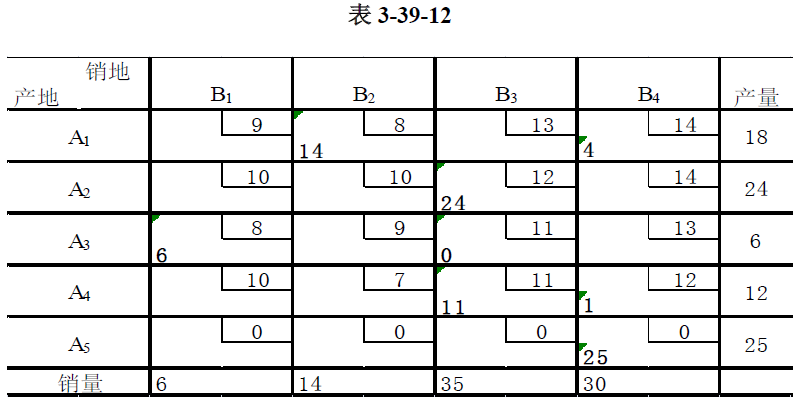 表 3-39-12
销地
产地 B1 B2 B3 B4 产量
A1 9 8 14 13 14 4 18
A2 10 10 12 24 14 24
A3 8 6 9 11 0 13 6
A4 10 7 11 11 12 1 12
A5 0 0 0 0 25 25
销量 6 14 35 30